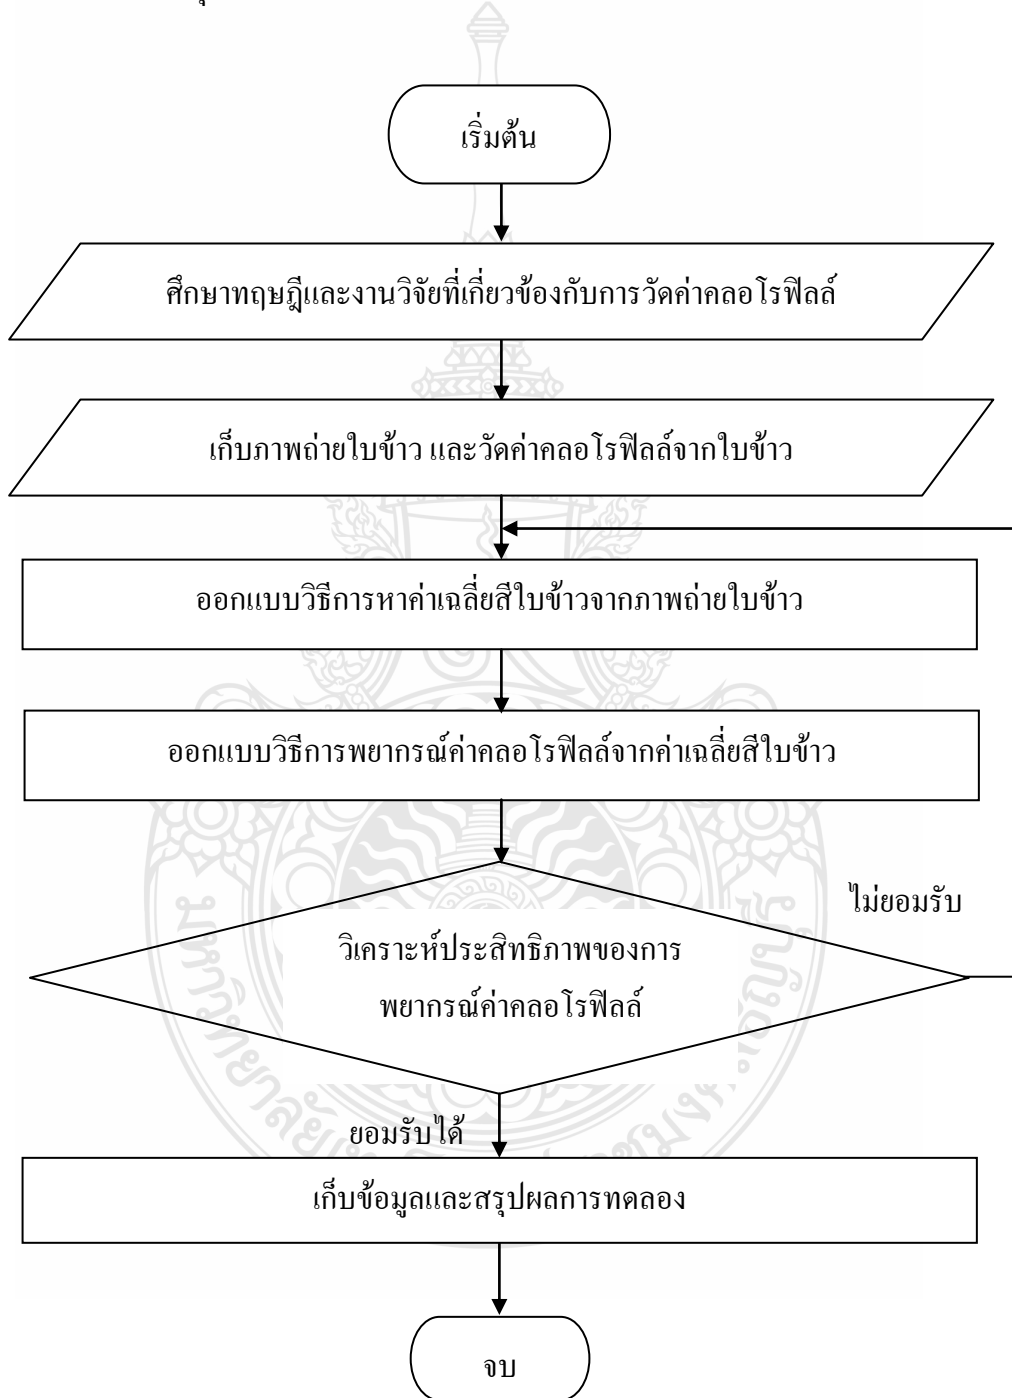 เริ่มต้น
ศึกษาทฤษฎีและงานวิจัยที่เกี่ยวข้องกับการวัดค่าคลอโรฟิลล์
เก็บภาพถ่ายใบข้าว และวัดค่าคลอโรฟิลล์จากใบข้าว
ออกแบบวิธีการหาค่าเฉลี่ยสีใบข้าวจากภาพถ่ายใบข้าว
ออกแบบวิธีการพยากรณ์ค่าคลอโรฟิลล์จากค่าเฉลี่ยสีใบข้าว
ไม่ยอมรับ
วิเคราะห์ประสิทธิภาพของการ
พยากรณ์ค่าคลอโรฟิลล์
ยอมรับได้
เก็บข้อมูลและสรุปผลการทดลอง
จบ